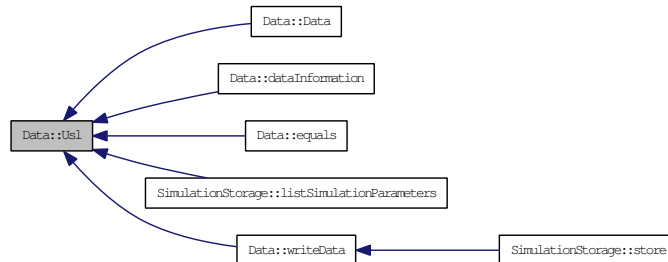 Data::Data
Data::dataInformation
Data::Usl
Data::equals
SimulationStorage::listSimulationParameters
Data::writeData
SimulationStorage::store